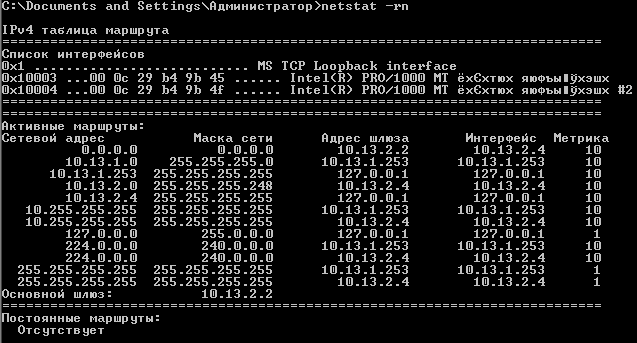 C:\Documents and Settings\Администратор>netstat -rn
IPv4 таблица маршрута
===========================================================================
Список интерфейсов
0x1 ........................... MS TCP Loopback interface
0x10003 ...00 0c 29 b4 9b 45 ...... Intel(R) PRO/1000 MT
0x10004 ...00 0c 29 b4 9b 4f ...... Intel(R) PRO/1000 MT #2
===========================================================================
===========================================================================
Активные маршруты:
Сетевой адрес Маска сети Адрес шлюза Интерфейс Метрика
0.0.0.0 0.0.0.0 10.13.2.2 10.13.2.4 10
10.13.1.0 255.255.255.0 10.13.1.253 10.13.1.253 10
10.13.1.253 255.255.255.255 127.0.0.1 127.0.0.1 10
10.13.2.0 255.255.255.248 10.13.2.4 10.13.2.4 10
10.13.2.4 255.255.255.255 127.0.0.1 127.0.0.1 10
10.255.255.255 255.255.255.255 10.13.1.253 10.13.1.253 10
10.255.255.255 255.255.255.255 10.13.2.4 10.13.2.4 10
127.0.0.0 255.0.0.0 127.0.0.1 127.0.0.1 1
224.0.0.0 240.0.0.0 10.13.1.253 10.13.1.253 10
224.0.0.0 240.0.0.0 10.13.2.4 10.13.2.4 10
255.255.255.255 255.255.255.255 10.13.1.253 10.13.1.253 1
255.255.255.255 255.255.255.255 10.13.2.4 10.13.2.4 1
Основной шлюз: 10.13.2.2
===========================================================================
Постоянные маршруты:
Отсутствует